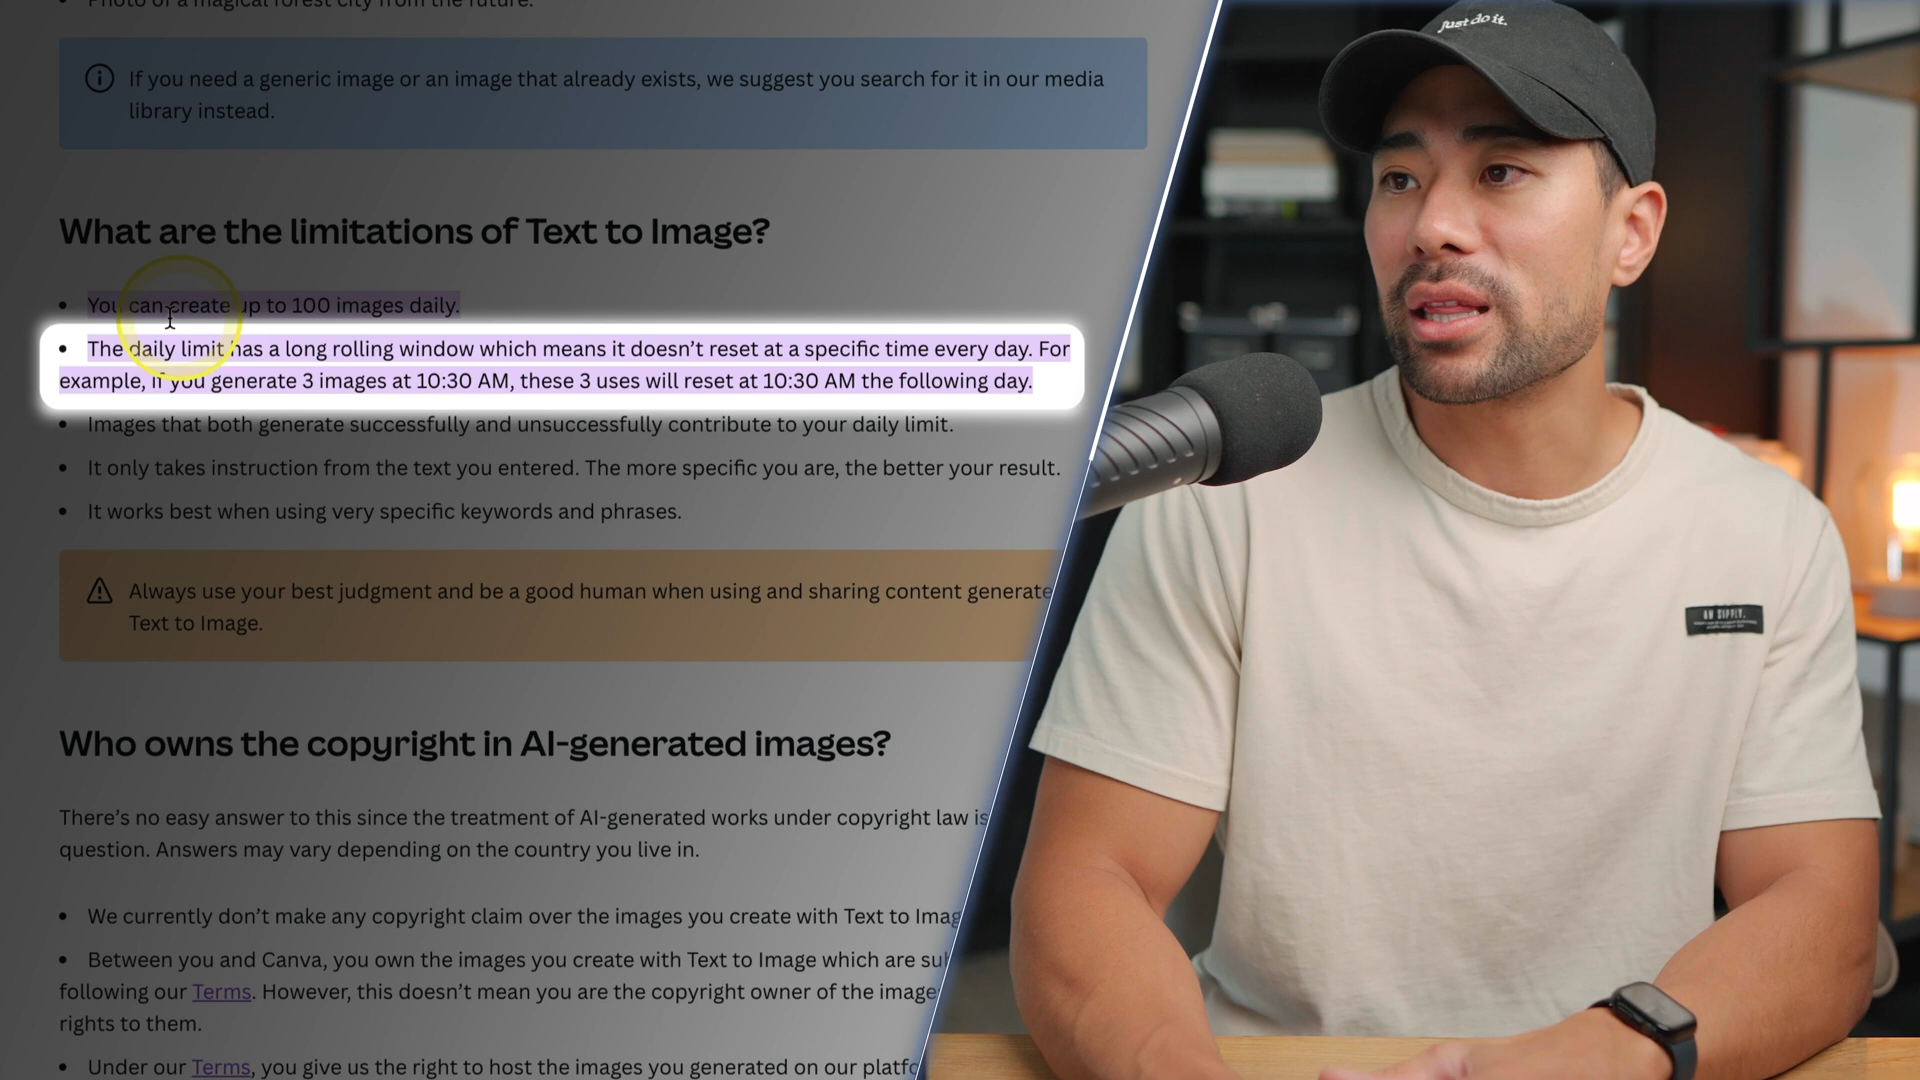 Photo of a magical forest city from the future.
If you need a generic image or an image that already exists, we suggest you search for it in our media
library instead.
What are the limitations of Text to Image?
You can create up to 100 images daily.
The daily limit has a long rolling window which means it doesn’t reset at a specific time every day. For
example, if you generate 3 images at 10:30 AM, these 3 uses will reset at 10:30 AM the following day.
Images that both generate successfully and unsuccessfully contribute to your daily limit.
It only takes instruction from the text you entered. The more specific you are, the better your result.
It works best when using very specific keywords and phrases.
Always use your best judgment and be a good human when using and sharing content generate
Text to Image.
Who owns the copyright in AI-generated images?
There’s no easy answer to this since the treatment of AI-generated works under copyright law is
question. Answers may vary depending on the country you live in.
We currently don’t make any copyright claim over the images you create with Text to Imag
Between you and Canva, you own the images you create with Text to Image which are su
following our Terms. However, this doesn’t mean you are the copyright owner of the image
rights to them.
Under our Terms, you give us the right to host the images you generated on our platfo
just do it.